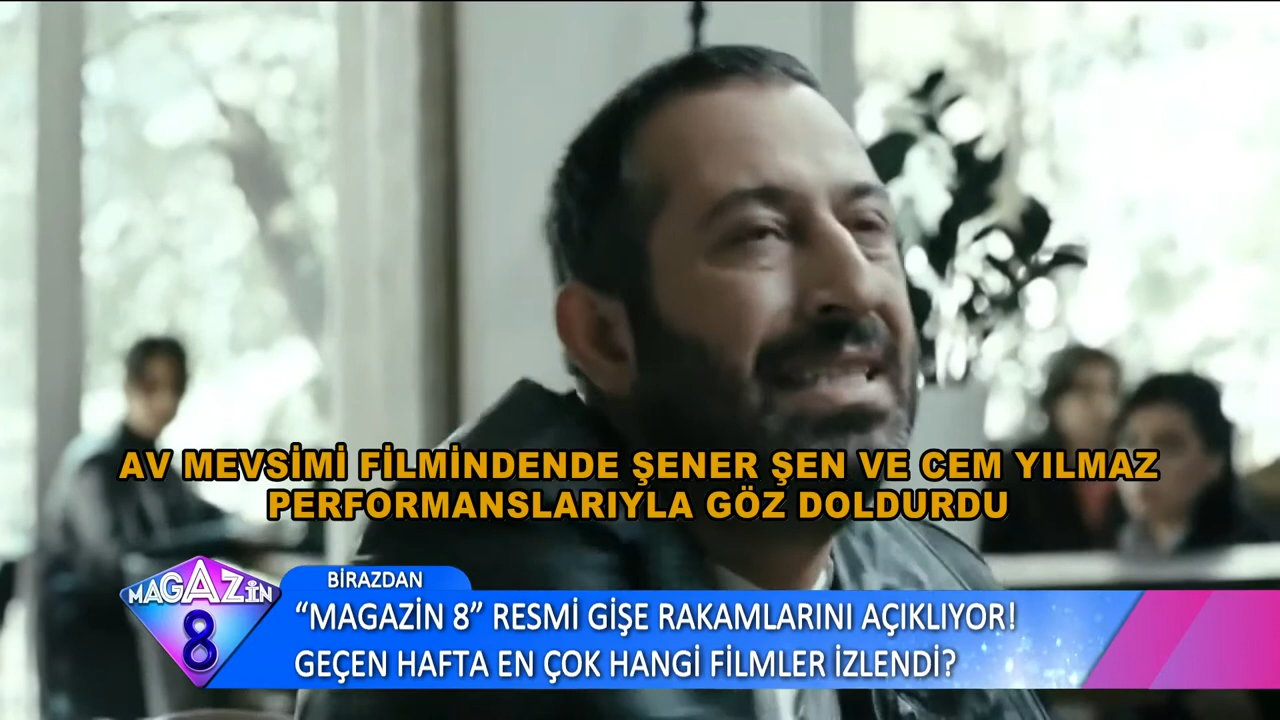 AV MEVSİMİ FİLMİNDENDE ŞENER ŞEN VE CEM YILMAZ
PERFORMANSLARIYLA GÖZ DOLDURDU
MAGAZİN
8
BİRAZDAN
“MAGAZİN 8” RESMİ GİŞE RAKAMLARINI AÇIKLIYOR!
GEÇEN HAFTA EN ÇOK HANGİ FİLMLER İZLENDİ?